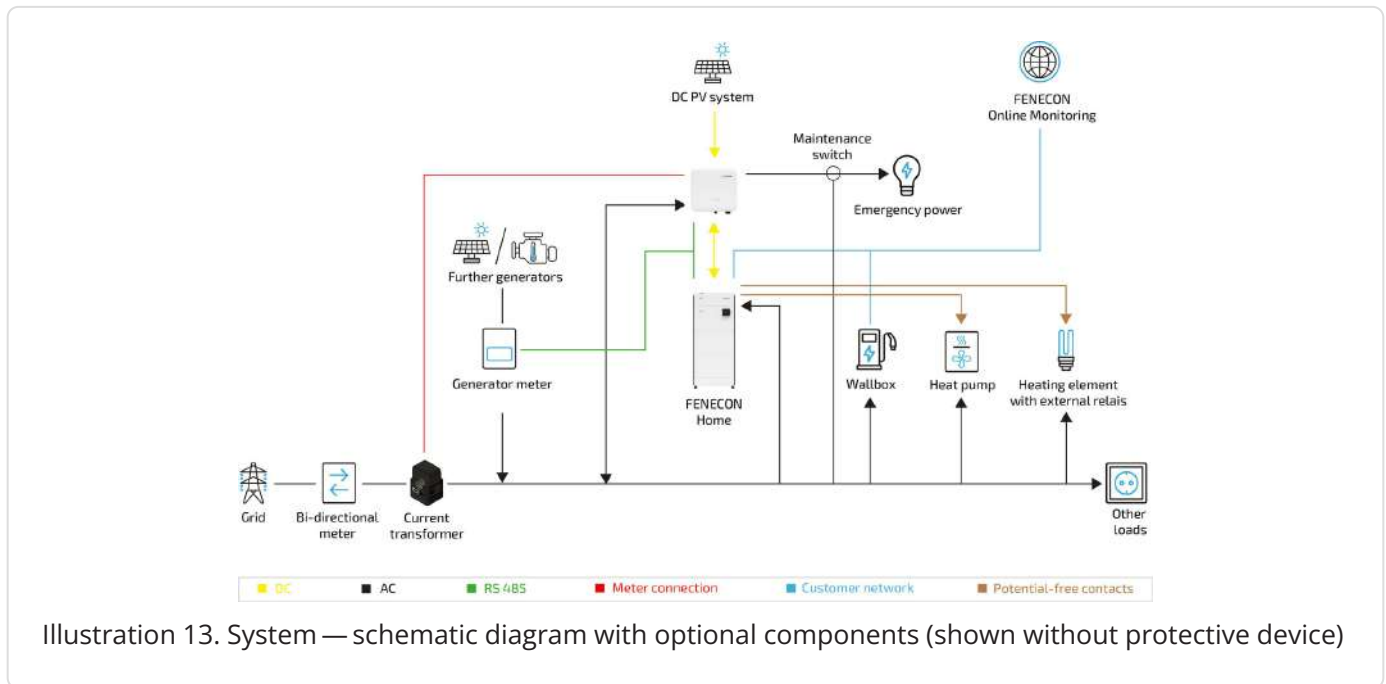 DC PV system
FENECON
Online Monitoring
Maintenance
switch
Emergency power
Further generators
Generator meter
FENECON
Home
Wallbox
Heat pump
Heating element
with external relais
Grid
Bi-directional
meter
Current
transformer
Other
loads
DC
AC
RS 485
Meter connection
Customer network
Potential-free contacts
Illustration 13. System — schematic diagram with optional components (shown without protective device)